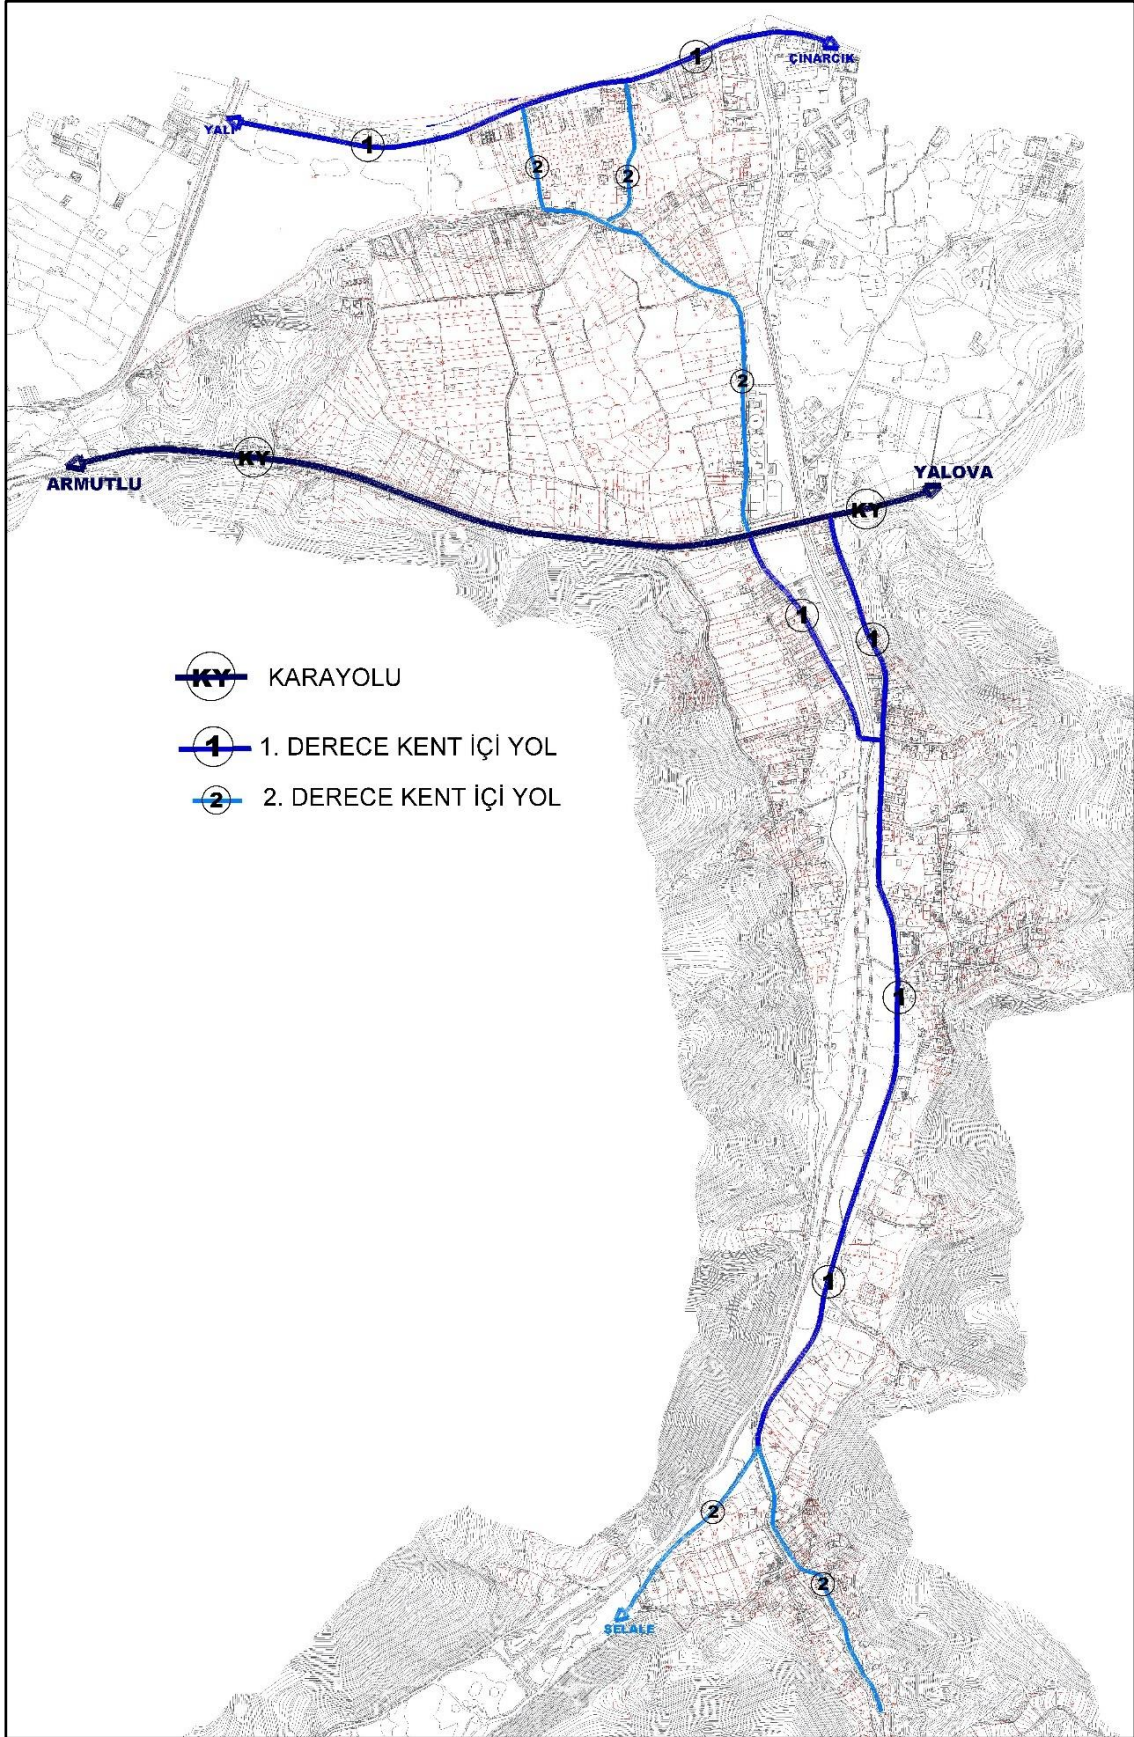 1
ÇINARCIK
YALI
1
2
2
2
ARMUTLU
KY
YALOVA
KY
1
1
KY KARAYOLU
1 1. DERECE KENT İÇİ YOL
2 2. DERECE KENT İÇİ YOL
1
1
2
2
ŞELALE